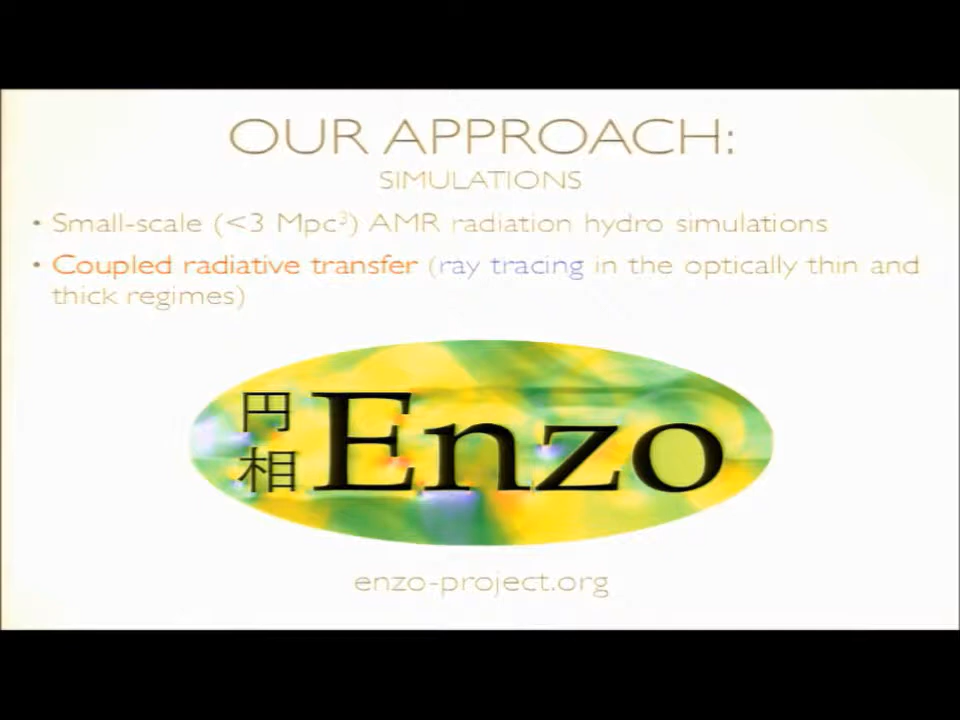 OUR APPROACH:
SIMULATIONS
• Small-scale (<3 Mpc³) AMR radiation hydro simulations
• Coupled radiative transfer (ray tracing in the optically thin and
thick regimes)
円相 Enzo
enzo-project.org